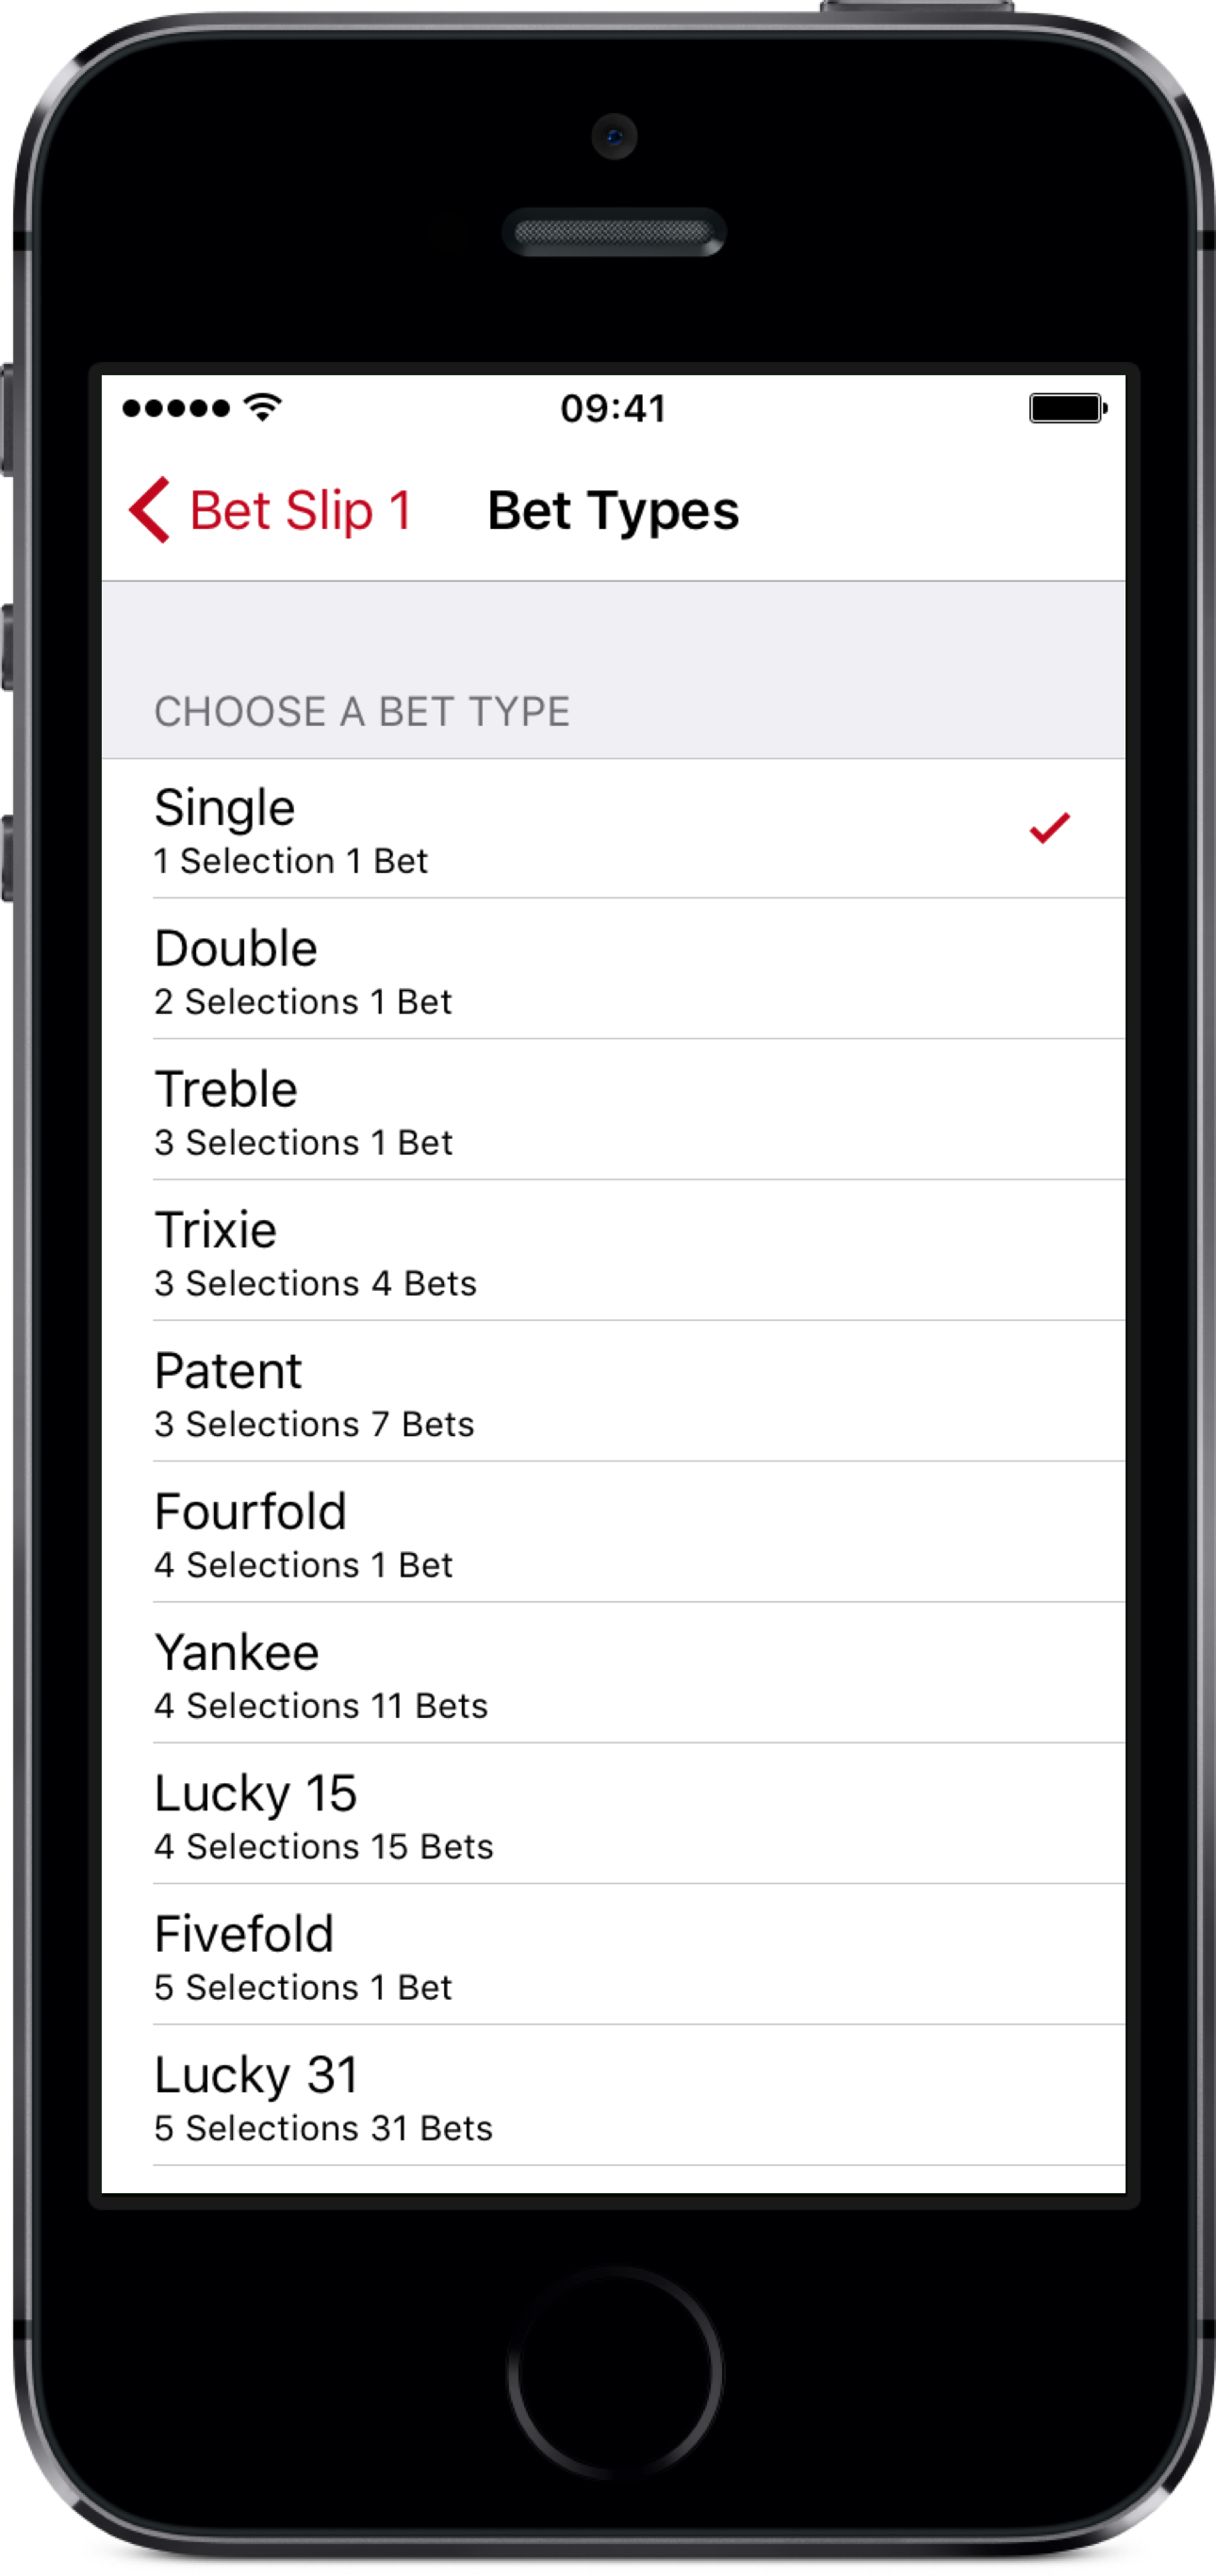 09:41
Bet Slip 1 Bet Types
CHOOSE A BET TYPE
Single
1 Selection 1 Bet
Double
2 Selections 1 Bet
Treble
3 Selections 1 Bet
Trixie
3 Selections 4 Bets
Patent
3 Selections 7 Bets
Fourfold
4 Selections 1 Bet
Yankee
4 Selections 11 Bets
Lucky 15
4 Selections 15 Bets
Fivefold
5 Selections 1 Bet
Lucky 31
5 Selections 31 Bets